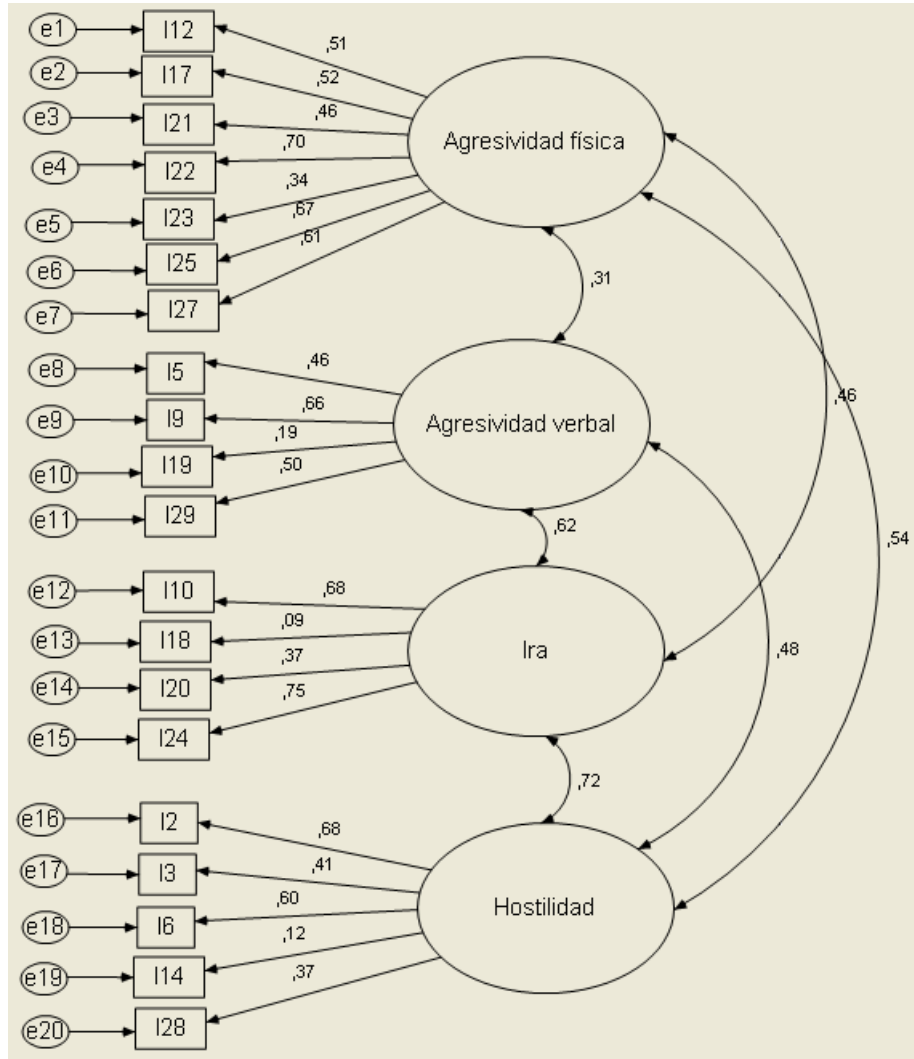 e1
I12
,51
e2
I17
,52
e3
I21
,46
e4
I22
,70
e5
I23
,34
e6
I25
,67
e7
I27
,61
Agresividad física
,31
e8
I5
,46
e9
I9
,66
e10
I19
,19
e11
I29
,50
Agresividad verbal
,46
,62
,54
e12
I10
,68
e13
I18
,09
e14
I20
,37
e15
I24
,75
Ira
,48
,72
e16
I2
,68
e17
I3
,41
e18
I6
,60
e19
I14
,12
e20
I28
,37
Hostilidad